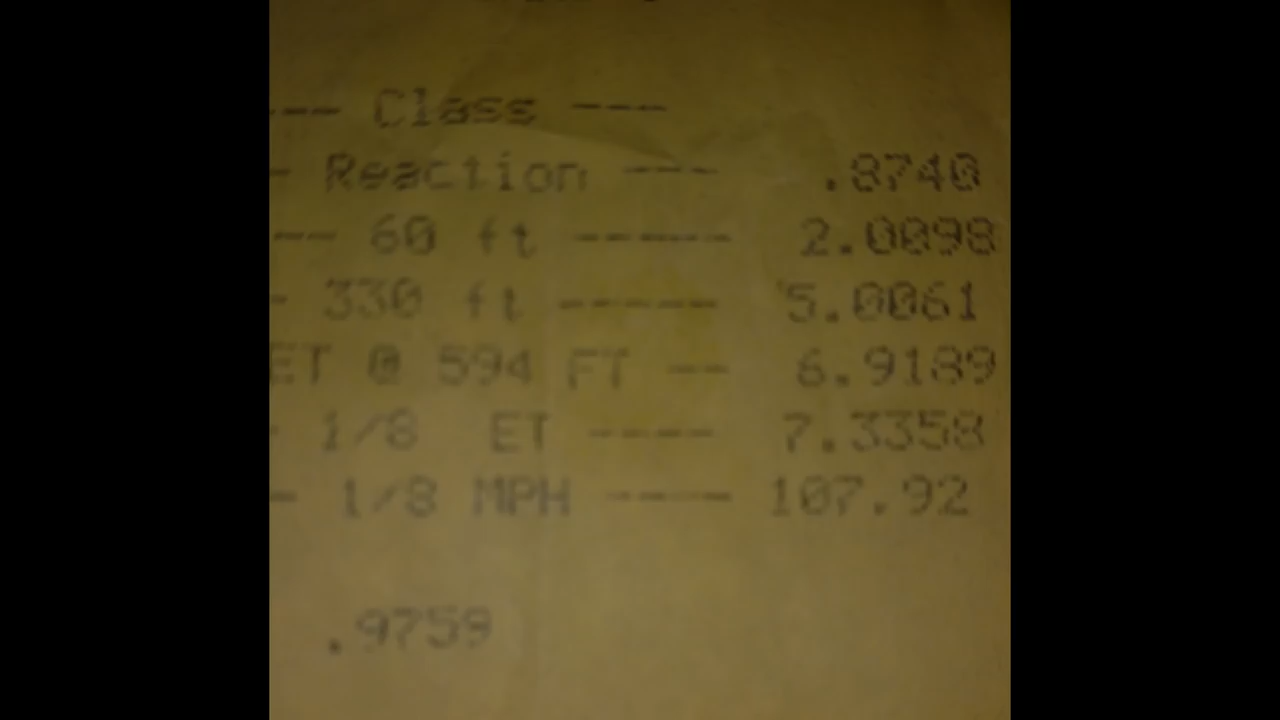 --- Class ---
- Reaction --- .8740
--- 60 ft ----- 2.0098
- 330 ft ----- 5.0061
ET @ 594 FT -- 6.9189
- 1/8 ET ---- 7.3358
- 1/8 MPH ---- 107.92
.9759